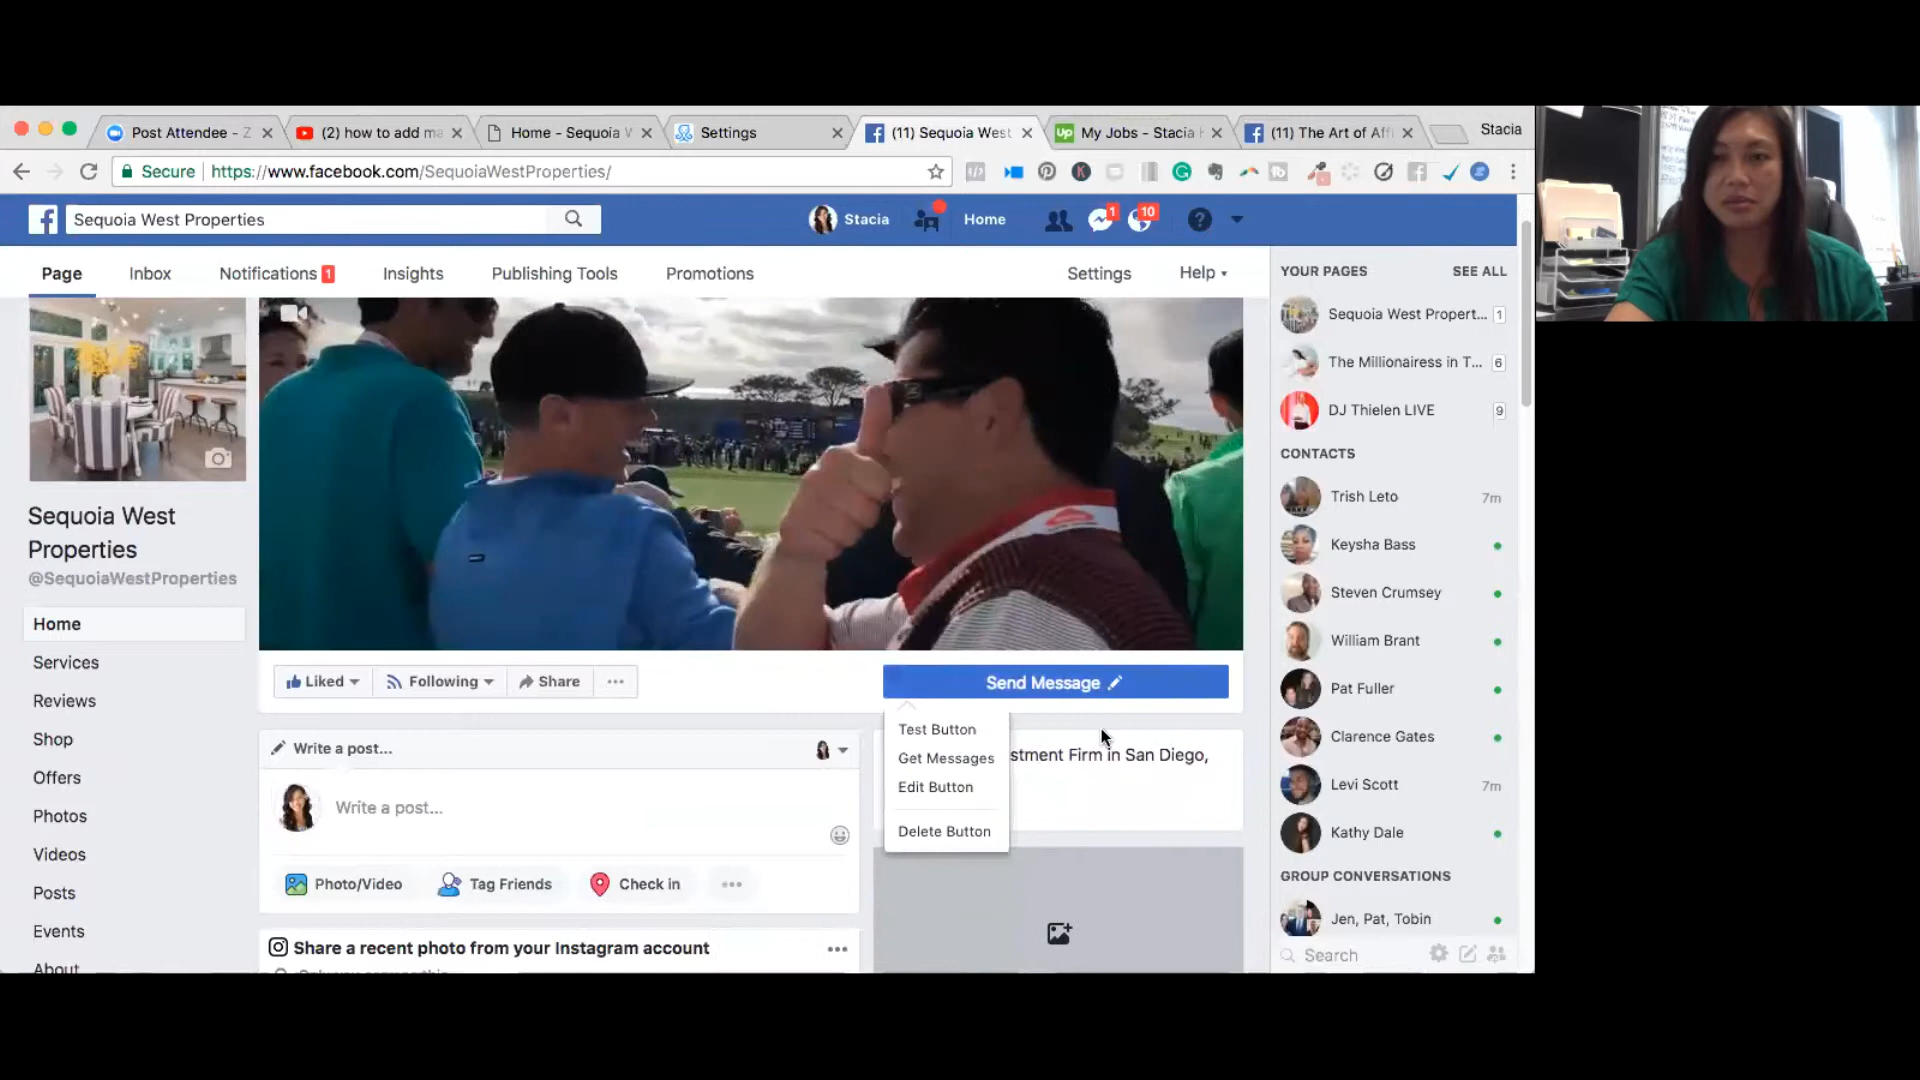 Post Attendee - Z
(2) how to add ma
Home - Sequoia W
Settings
(11) Sequoia West
Up
My Jobs - Stacia
(11) The Art of Affi
Stacia
Secure
https://www.facebook.com/SequoiaWestProperties/
Sequoia West Properties
Stacia
Home
1
10
Page
Inbox
Notifications 1
Insights
Publishing Tools
Promotions
Settings
Help
YOUR PAGES
SEE ALL
Sequoia West Propert... 1
The Millionairess in T... 6
DJ Thielen LIVE 9
CONTACTS
Trish Leto 7m
Keysha Bass
Steven Crumsey
William Brant
Pat Fuller
Clarence Gates
Levi Scott 7m
Kathy Dale
GROUP CONVERSATIONS
Jen, Pat, Tobin
Search
Sequoia West
Properties
@SequoiaWestProperties
Home
Services
Reviews
Shop
Offers
Photos
Videos
Posts
Events
About
Liked
Following
Share
Send Message
Test Button
Get Messages
Edit Button
Delete Button
stment Firm in San Diego,
Write a post...
Write a post...
Photo/Video
Tag Friends
Check in
Share a recent photo from your Instagram account